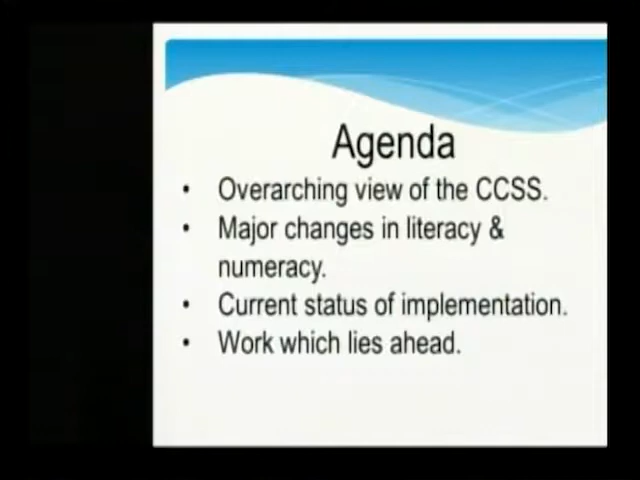 Agenda
• Overarching view of the CCSS.
• Major changes in literacy &
numeracy.
• Current status of implementation.
• Work which lies ahead.